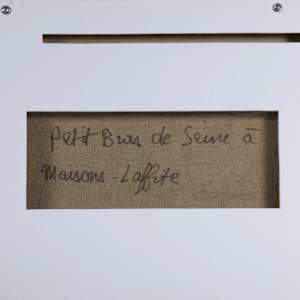 Petit Bras de Seine à
Maisons-Laffite